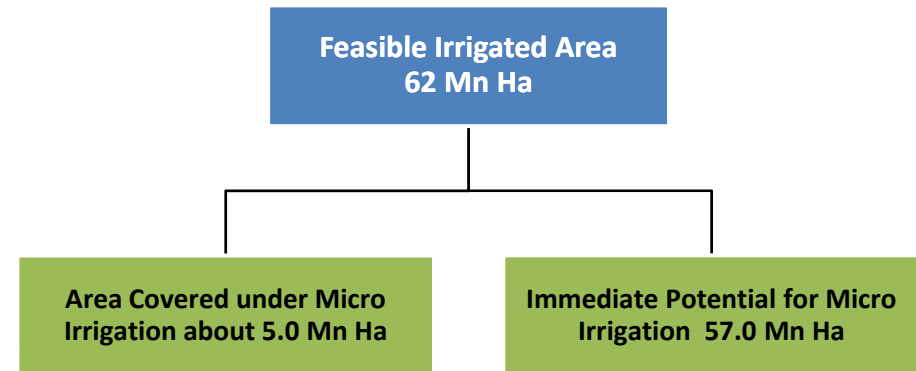 Feasible Irrigated Area
62 Mn Ha
Area Covered under Micro
Irrigation about 5.0 Mn Ha
Immediate Potential for Micro
Irrigation  57.0 Mn Ha